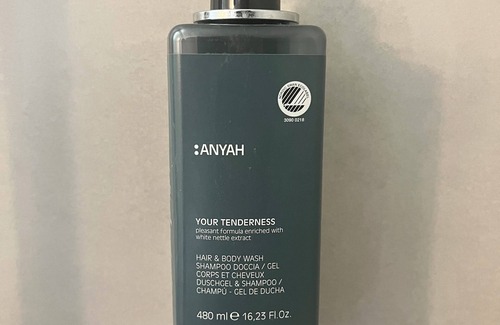 3090 0218
:ANYAH
YOUR TENDERNESS
pleasant formula enriched with
white nettle extract
HAIR & BODY WASH
SHAMPOO DOCCIA / GEL
CORPS ET CHEVEUX
DUSCHGEL & SHAMPOO /
CHAMPÚ - GEL DE DUCHA
480 ml ℮ 16,23 Fl.Oz.